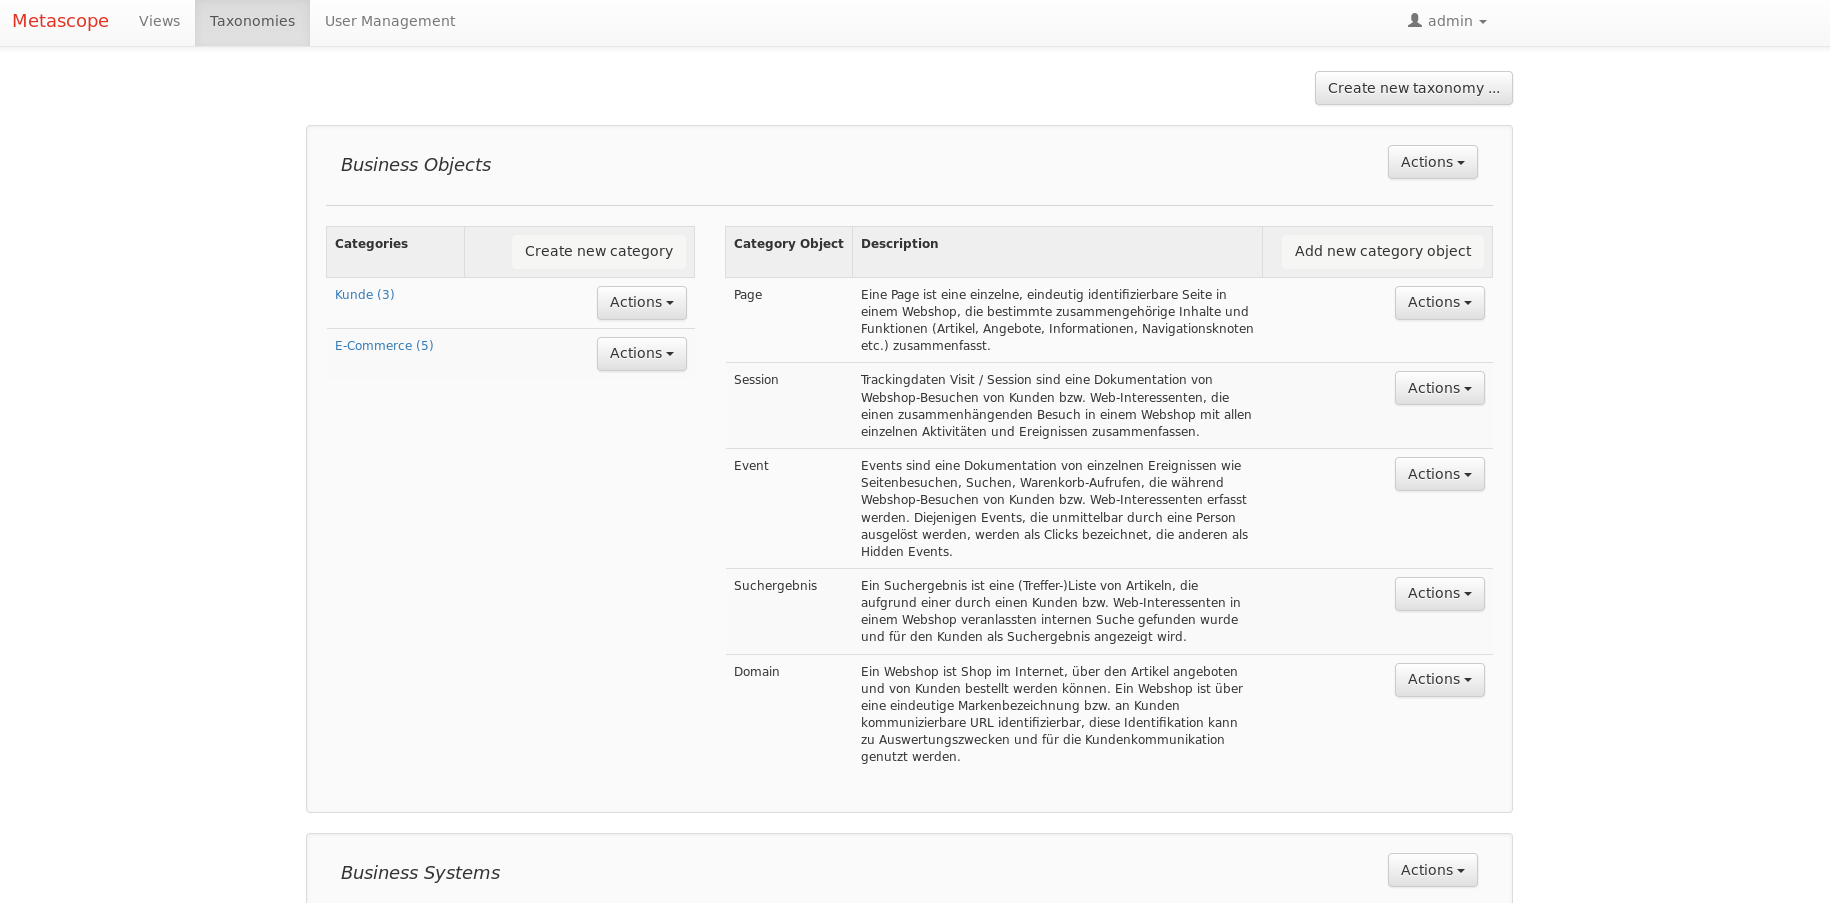 Metascope Views Taxonomies User Management admin
Create new taxonomy ...
Business Objects Actions
Categories Create new category
Kunde (3) Actions
E-Commerce (5) Actions
Category Object Description Add new category object
Page Eine Page ist eine einzelne, eindeutig identifizierbare Seite in Actions
einem Webshop, die bestimmte zusammengehörige Inhalte und
Funktionen (Artikel, Angebote, Informationen, Navigationsknoten
etc.) zusammenfasst.
Session Trackingdaten Visit / Session sind eine Dokumentation von Actions
Webshop-Besuchen von Kunden bzw. Web-Interessenten, die
einen zusammenhängenden Besuch in einem Webshop mit allen
einzelnen Aktivitäten und Ereignissen zusammenfassen.
Event Events sind eine Dokumentation von einzelnen Ereignissen wie Actions
Seitenbesuchen, Suchen, Warenkorb-Aufrufen, die während
Webshop-Besuchen von Kunden bzw. Web-Interessenten erfasst
werden. Diejenigen Events, die unmittelbar durch eine Person
ausgelöst werden, werden als Clicks bezeichnet, die anderen als
Hidden Events.
Suchergebnis Ein Suchergebnis ist eine (Treffer-)Liste von Artikeln, die Actions
aufgrund einer durch einen Kunden bzw. Web-Interessenten in
einem Webshop veranlassten internen Suche gefunden wurde
und für den Kunden als Suchergebnis angezeigt wird.
Domain Ein Webshop ist Shop im Internet, über den Artikel angeboten Actions
und von Kunden bestellt werden können. Ein Webshop ist über
eine eindeutige Markenbezeichnung bzw. an Kunden
kommunizierbare URL identifizierbar, diese Identifikation kann
zu Auswertungszwecken und für die Kundenkommunikation
genutzt werden.
Business Systems Actions